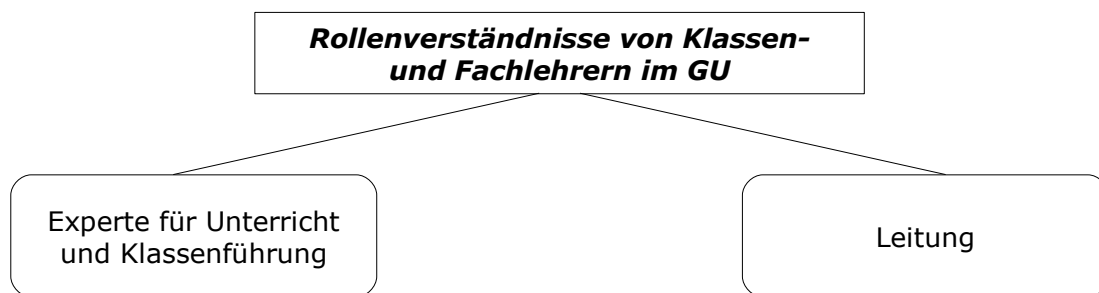 Rollenverständnisse von Klassen-
und Fachlehrern im GU
Experte für Unterricht
und Klassenführung
Leitung